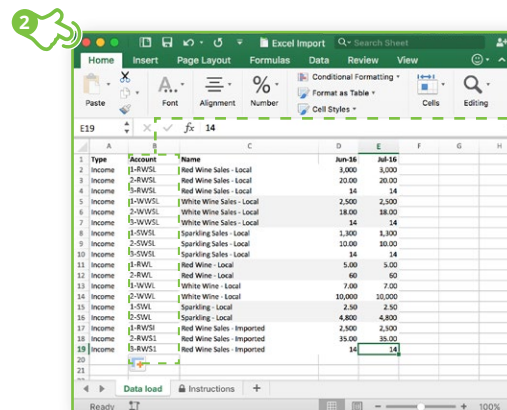 2
Excel Import
Search Sheet
Home Insert Page Layout Formulas Data Review View
Paste
Font
Alignment
Number
Conditional Formatting
Format as Table
Cell Styles
Cells
Editing
E19 fx 14
A B C D E F G H
1 Type Account Name Jun-16 Jul-16
2 Income 1-RWSL Red Wine Sales - Local 3,000 3,000
3 Income 2-RWSL Red Wine Sales - Local 20.00 20.00
4 Income 3-RWSL Red Wine Sales - Local 14 14
5 Income 1-WWSL White Wine Sales - Local 2,500 2,500
6 Income 2-WWSL White Wine Sales - Local 18.00 18.00
7 Income 3-WWSL White Wine Sales - Local 14 14
8 Income 1-SWSL Sparkling Sales - Local 1,300 1,300
9 Income 2-SWSL Sparkling Sales - Local 10.00 10.00
10 Income 3-SWSL Sparkling Sales - Local 14 14
11 Income 1-RWL Red Wine - Local 5.00 5.00
12 Income 2-RWL Red Wine - Local 60 60
13 Income 1-WWL White Wine - Local 7.00 7.00
14 Income 2-WWL White Wine - Local 10,000 10,000
15 Income 1-SWL Sparkling - Local 2.50 2.50
16 Income 2-SWL Sparkling - Local 4,800 4,800
17 Income 1-RWSI Red Wine Sales - Imported 2,500 2,500
18 Income 2-RWS1 Red Wine Sales - Imported 35.00 35.00
19 Income 3-RWS1 Red Wine Sales - Imported 14 14
20
21
Data load Instructions +
Ready 100%